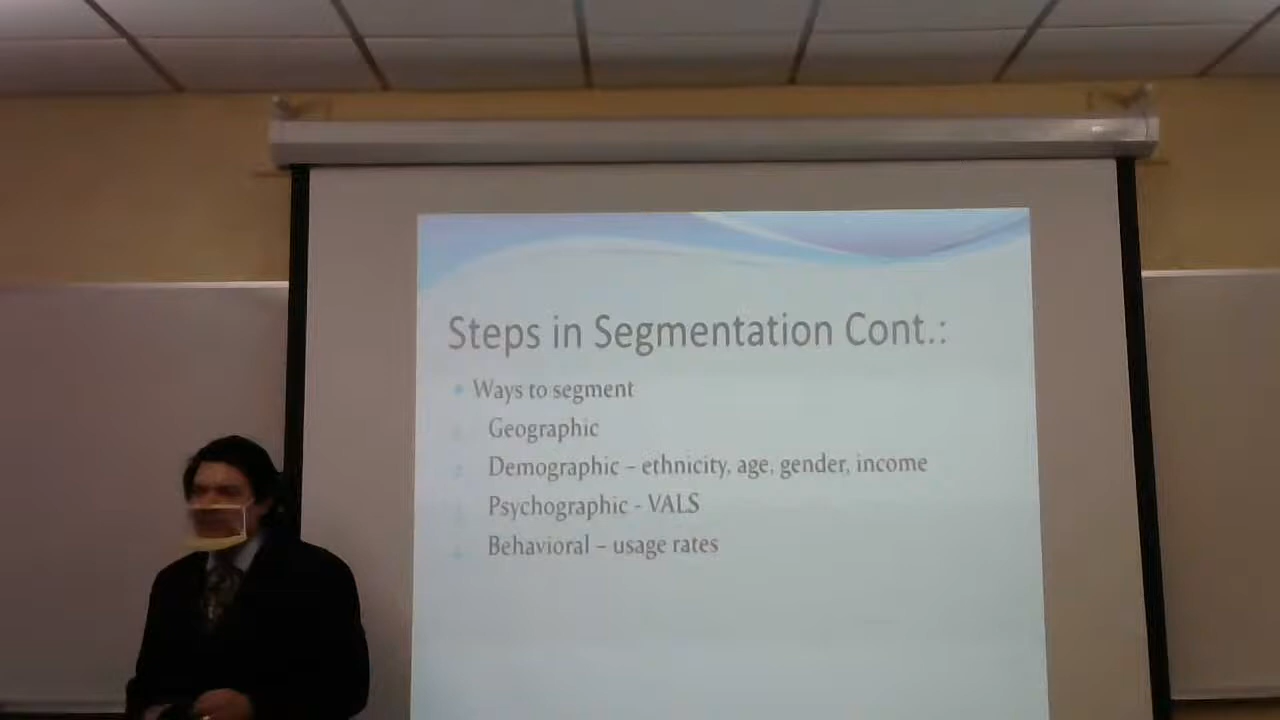 Steps in Segmentation Cont.:
Ways to segment
Geographic
Demographic – ethnicity, age, gender, income
Psychographic - VALS
Behavioral – usage rates